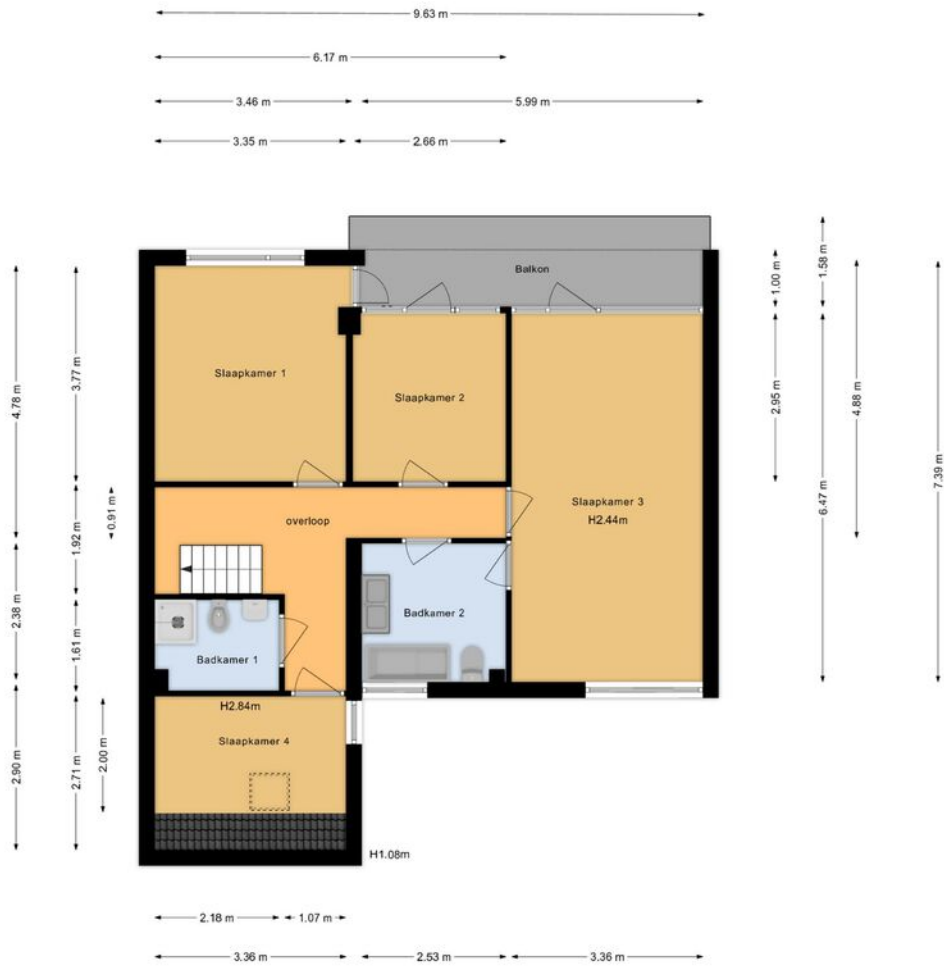 9.63 m
6.17 m
3.46 m
5.99 m
3.35 m
2.66 m
Balkon
1.00 m
1.58 m
Slaapkamer 1
Slaapkamer 2
Slaapkamer 3
H2.44m
4.78 m
3.77 m
2.95 m
4.88 m
6.47 m
7.39 m
overloop
0.91 m
1.92 m
2.38 m
1.61 m
Badkamer 1
Badkamer 2
H2.84m
Slaapkamer 4
2.90 m
2.71 m
2.00 m
H1.08m
2.18 m
1.07 m
3.36 m
2.53 m
3.36 m